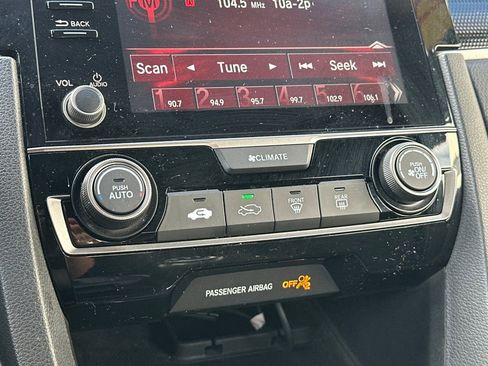 FM 104.5 MHz 10a-2p
BACK
VOL AUDIO
Scan Tune Seek
1 90.7 2 94.9 3 95.7 4 99.7 5 102.9 6 106.1
CLIMATE
PUSH AUTO
PUSH ON/OFF
FRONT REAR
PASSENGER AIRBAG OFF